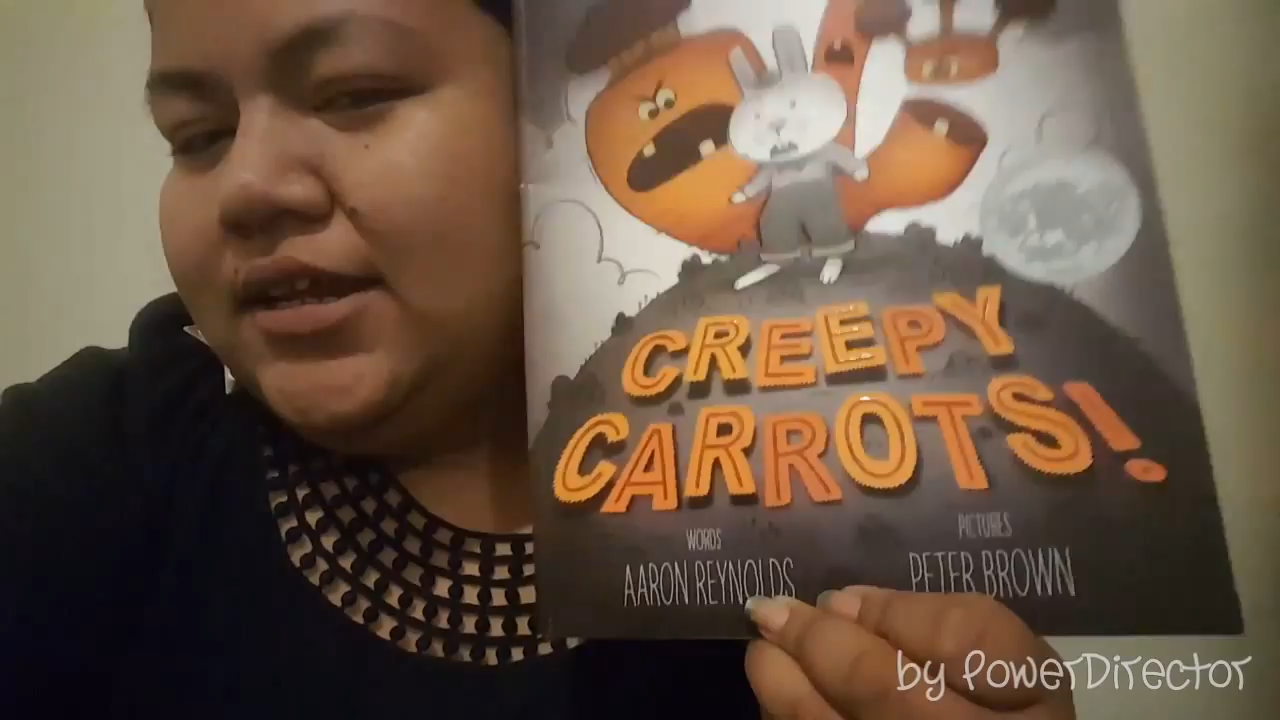 CREEPY
CARROTS!
WORDS
AARON REYNOLDS
PICTURES
PETER BROWN
by PowerDirector